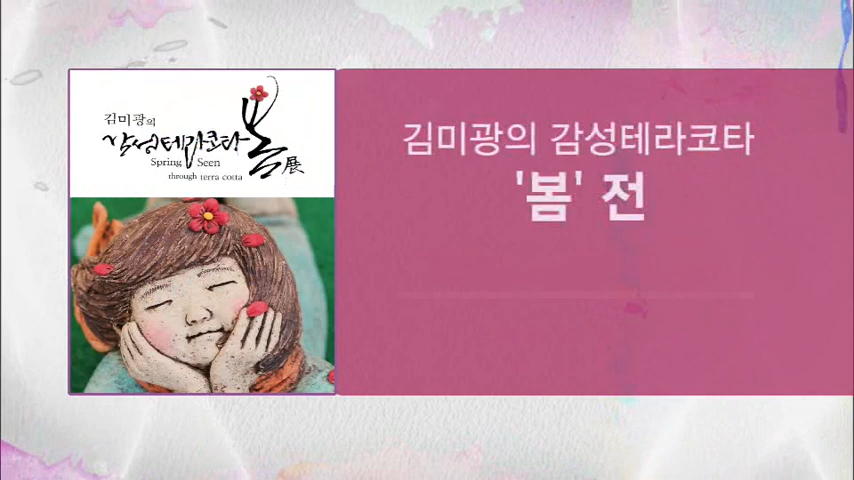 김미광의
감성테라코타
봄展
Spring Seen
through terra cotta
김미광의 감성테라코타
'봄' 전